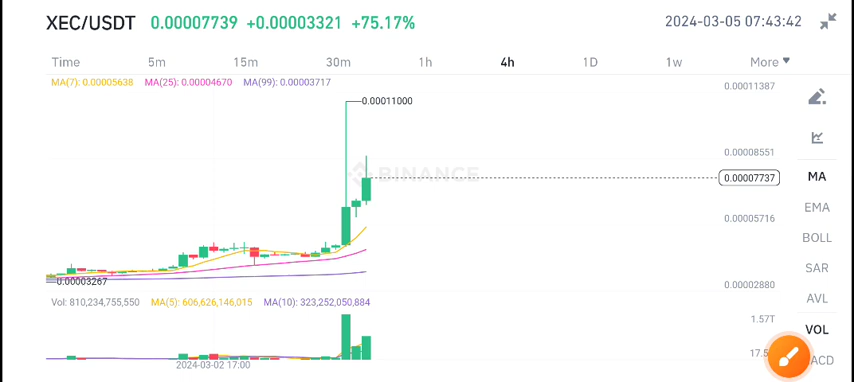 XEC/USDT 0.00007739 +0.00003321 +75.17% 2024-03-05 07:43:42
Time 5m 15m 30m 1h 4h 1D 1w More
MA(7): 0.00005638 MA(25): 0.00004670 MA(99): 0.00003717
0.00011387
0.00011000
MA
EMA
BOLL
SAR
AVL
VOL
0.00008551
BINANCE
0.00007737
0.00005716
0.00003267
0.00002880
Vol: 810,234,755,550 MA(5): 606,626,146,015 MA(10): 323,252,050,884
1.57T
17.5
2024-03-02 17:00